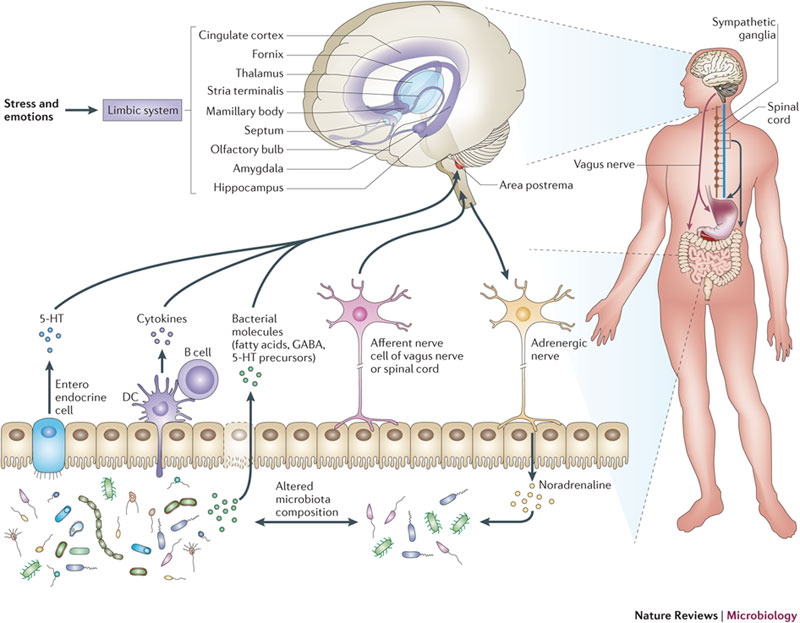 Sympathetic
ganglia
Cingulate cortex
Fornix
Thalamus
Stria terminalis
Stress and
emotions
Limbic system
Mamillary body
Septum
Olfactory bulb
Amygdala
Hippocampus
Area postrema
Spinal
cord
Vagus nerve
5-HT
Cytokines
Bacterial
molecules
(fatty acids, GABA,
5-HT precursors)
Afferent nerve
cell of vagus nerve
or spinal cord
Adrenergic
nerve
B cell
DC
Entero
endocrine
cell
Altered
microbiota
composition
Noradrenaline
Nature Reviews | Microbiology